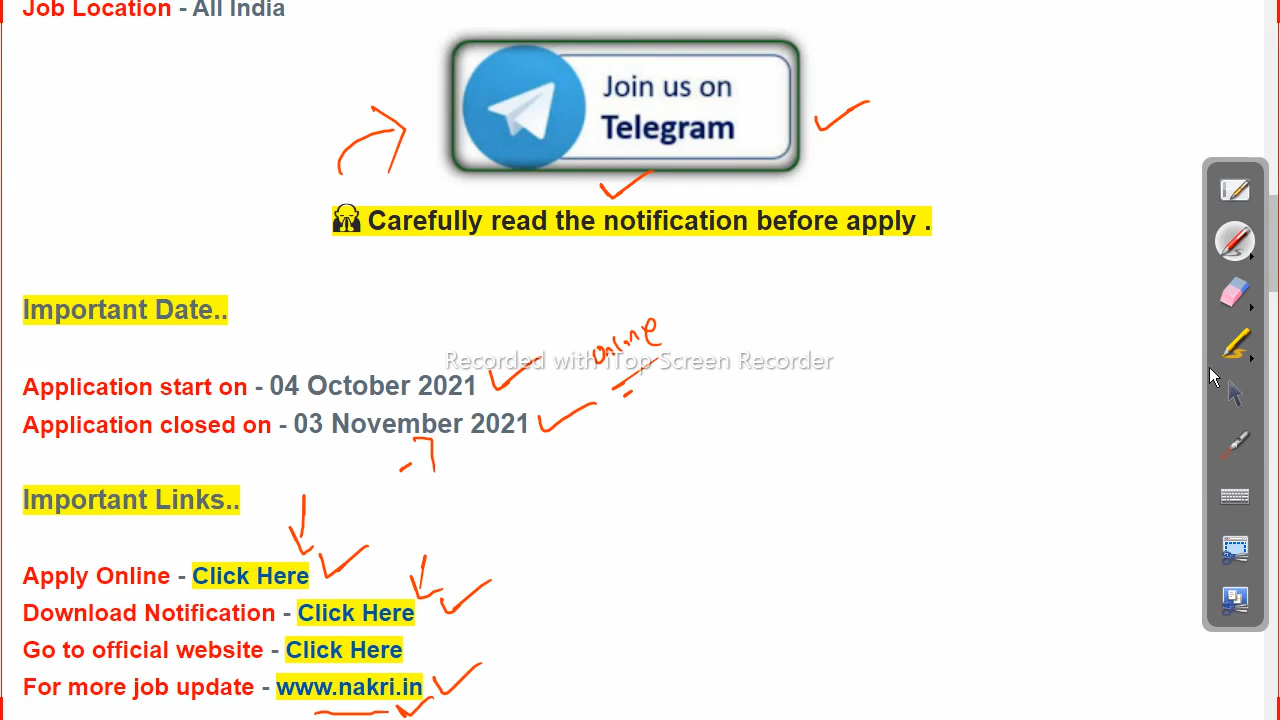 Job Location - All India
Join us on
Telegram
Carefully read the notification before apply .
Important Date..
online
Recorded with iTop Screen Recorder
Application start on - 04 October 2021
Application closed on - 03 November 2021
Important Links..
Apply Online - Click Here
Download Notification - Click Here
Go to official website - Click Here
For more job update - www.nakri.in